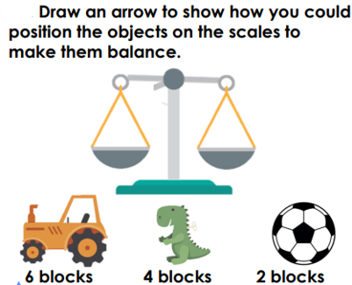 Draw an arrow to show how you could
position the objects on the scales to
make them balance.
6 blocks 4 blocks 2 blocks